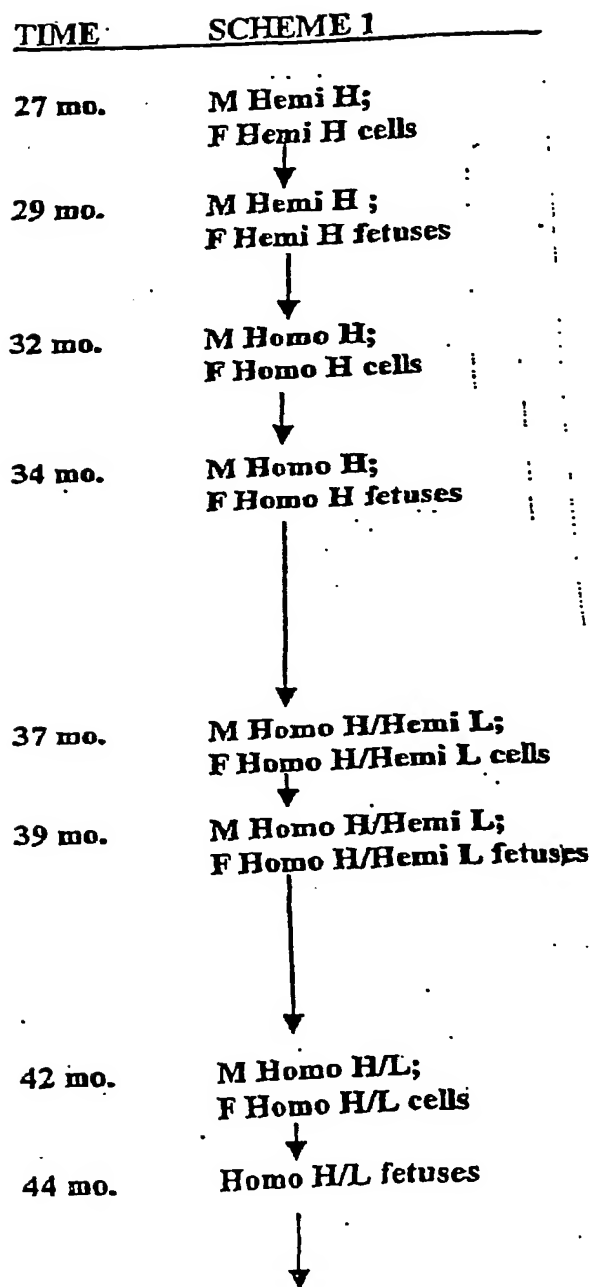 TIME SCHEME 1
27 mo. M Hemi H;
F Hemi H cells
29 mo. M Hemi H ;
F Hemi H fetuses
32 mo. M Homo H;
F Homo H cells
34 mo. M Homo H;
F Homo H fetuses
37 mo. M Homo H/Hemi L;
F Homo H/Hemi L cells
39 mo. M Homo H/Hemi L;
F Homo H/Hemi L fetuses
42 mo. M Homo H/L;
F Homo H/L cells
44 mo. Homo H/L fetuses